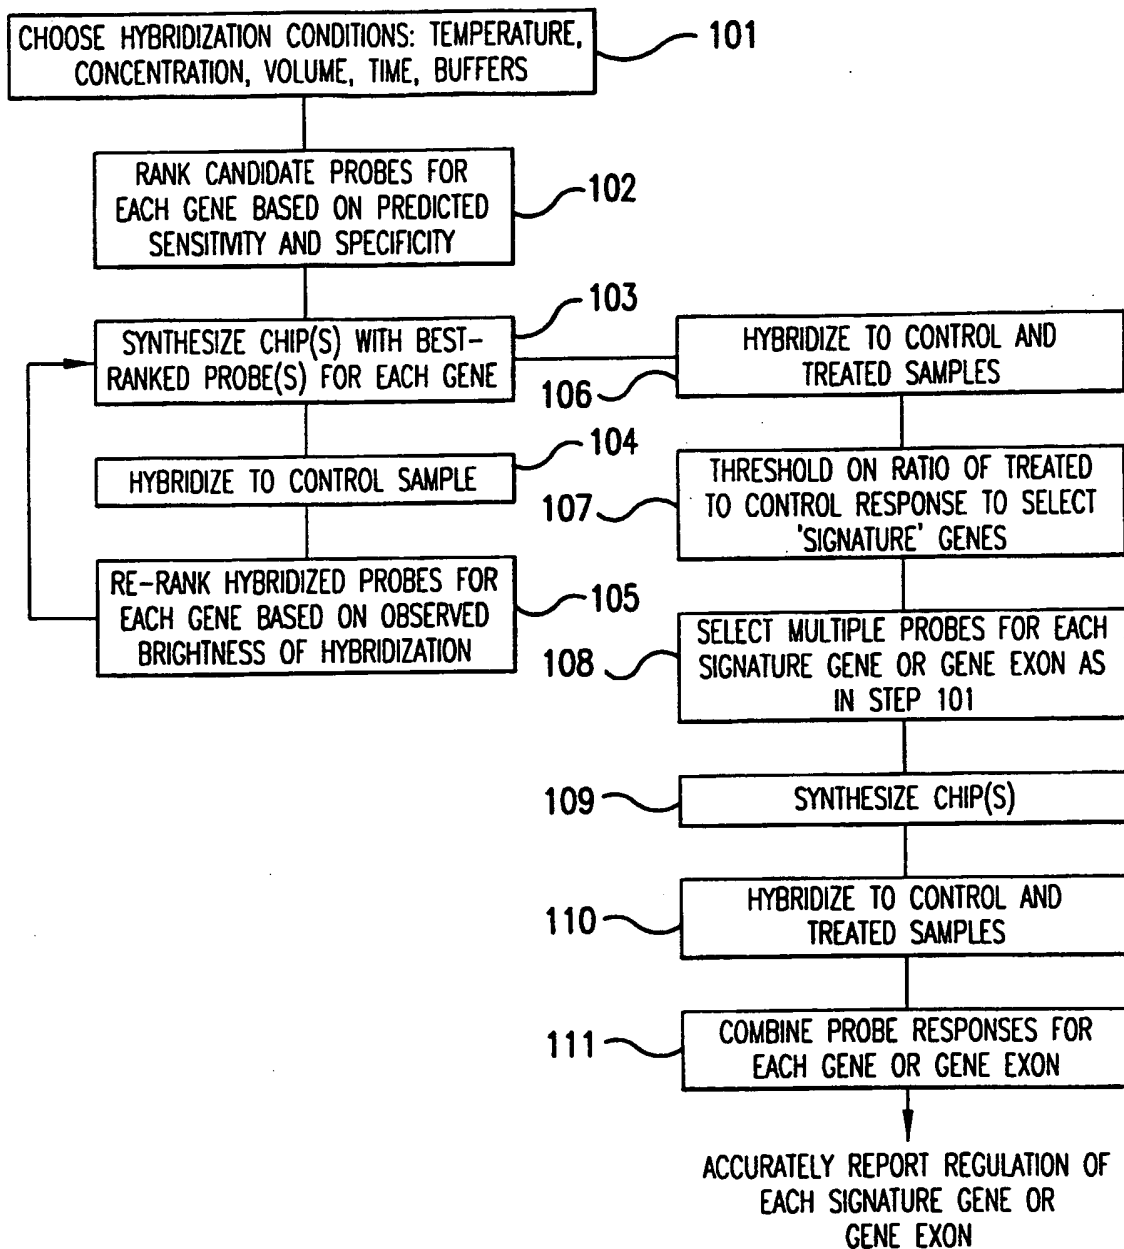 CHOOSE HYBRIDIZATION CONDITIONS: TEMPERATURE,
CONCENTRATION, VOLUME, TIME, BUFFERS
101
RANK CANDIDATE PROBES FOR
EACH GENE BASED ON PREDICTED
SENSITIVITY AND SPECIFICITY
102
SYNTHESIZE CHIP(S) WITH BEST-
RANKED PROBE(S) FOR EACH GENE
103
HYBRIDIZE TO CONTROL SAMPLE
104
RE-RANK HYBRIDIZED PROBES FOR
EACH GENE BASED ON OBSERVED
BRIGHTNESS OF HYBRIDIZATION
105
HYBRIDIZE TO CONTROL AND
TREATED SAMPLES
106
THRESHOLD ON RATIO OF TREATED
TO CONTROL RESPONSE TO SELECT
'SIGNATURE' GENES
107
SELECT MULTIPLE PROBES FOR EACH
SIGNATURE GENE OR GENE EXON AS
IN STEP 101
108
SYNTHESIZE CHIP(S)
109
HYBRIDIZE TO CONTROL AND
TREATED SAMPLES
110
COMBINE PROBE RESPONSES FOR
EACH GENE OR GENE EXON
111
ACCURATELY REPORT REGULATION OF
EACH SIGNATURE GENE OR
GENE EXON